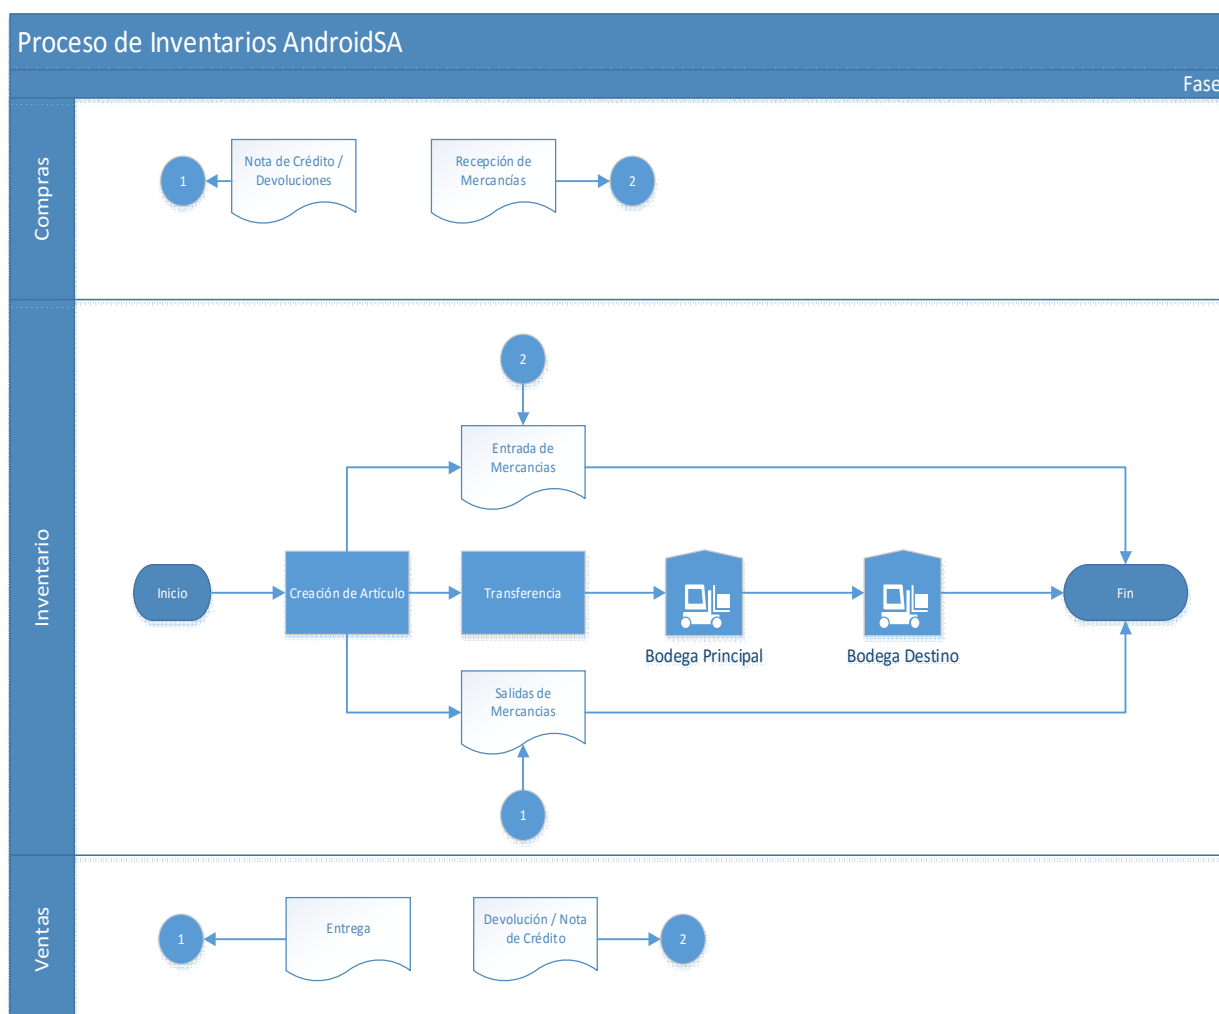 Proceso de Inventarios AndroidSA
Fase
Compras
1
Nota de Crédito /
Devoluciones
Recepción de
Mercancías
2
Inventario
2
Entrada de
Mercancias
Inicio
Creación de Artículo
Transferencia
Bodega Principal
Bodega Destino
Fin
Salidas de
Mercancias
1
Ventas
1
Entrega
Devolución / Nota
de Crédito
2